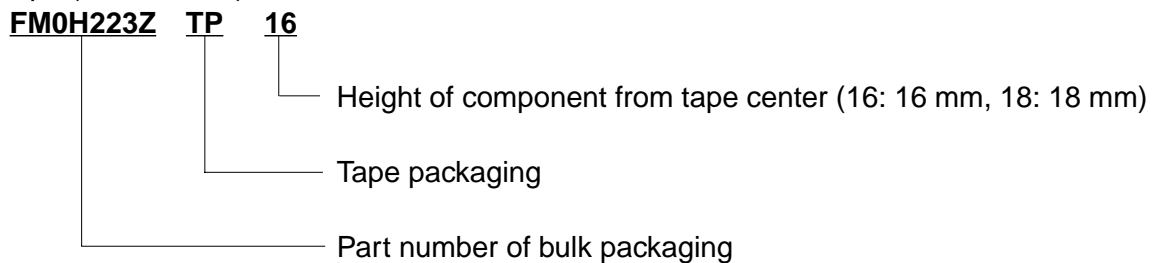 FM0H223Z TP 16
Height of component from tape center (16: 16 mm, 18: 18 mm)
Tape packaging
Part number of bulk packaging